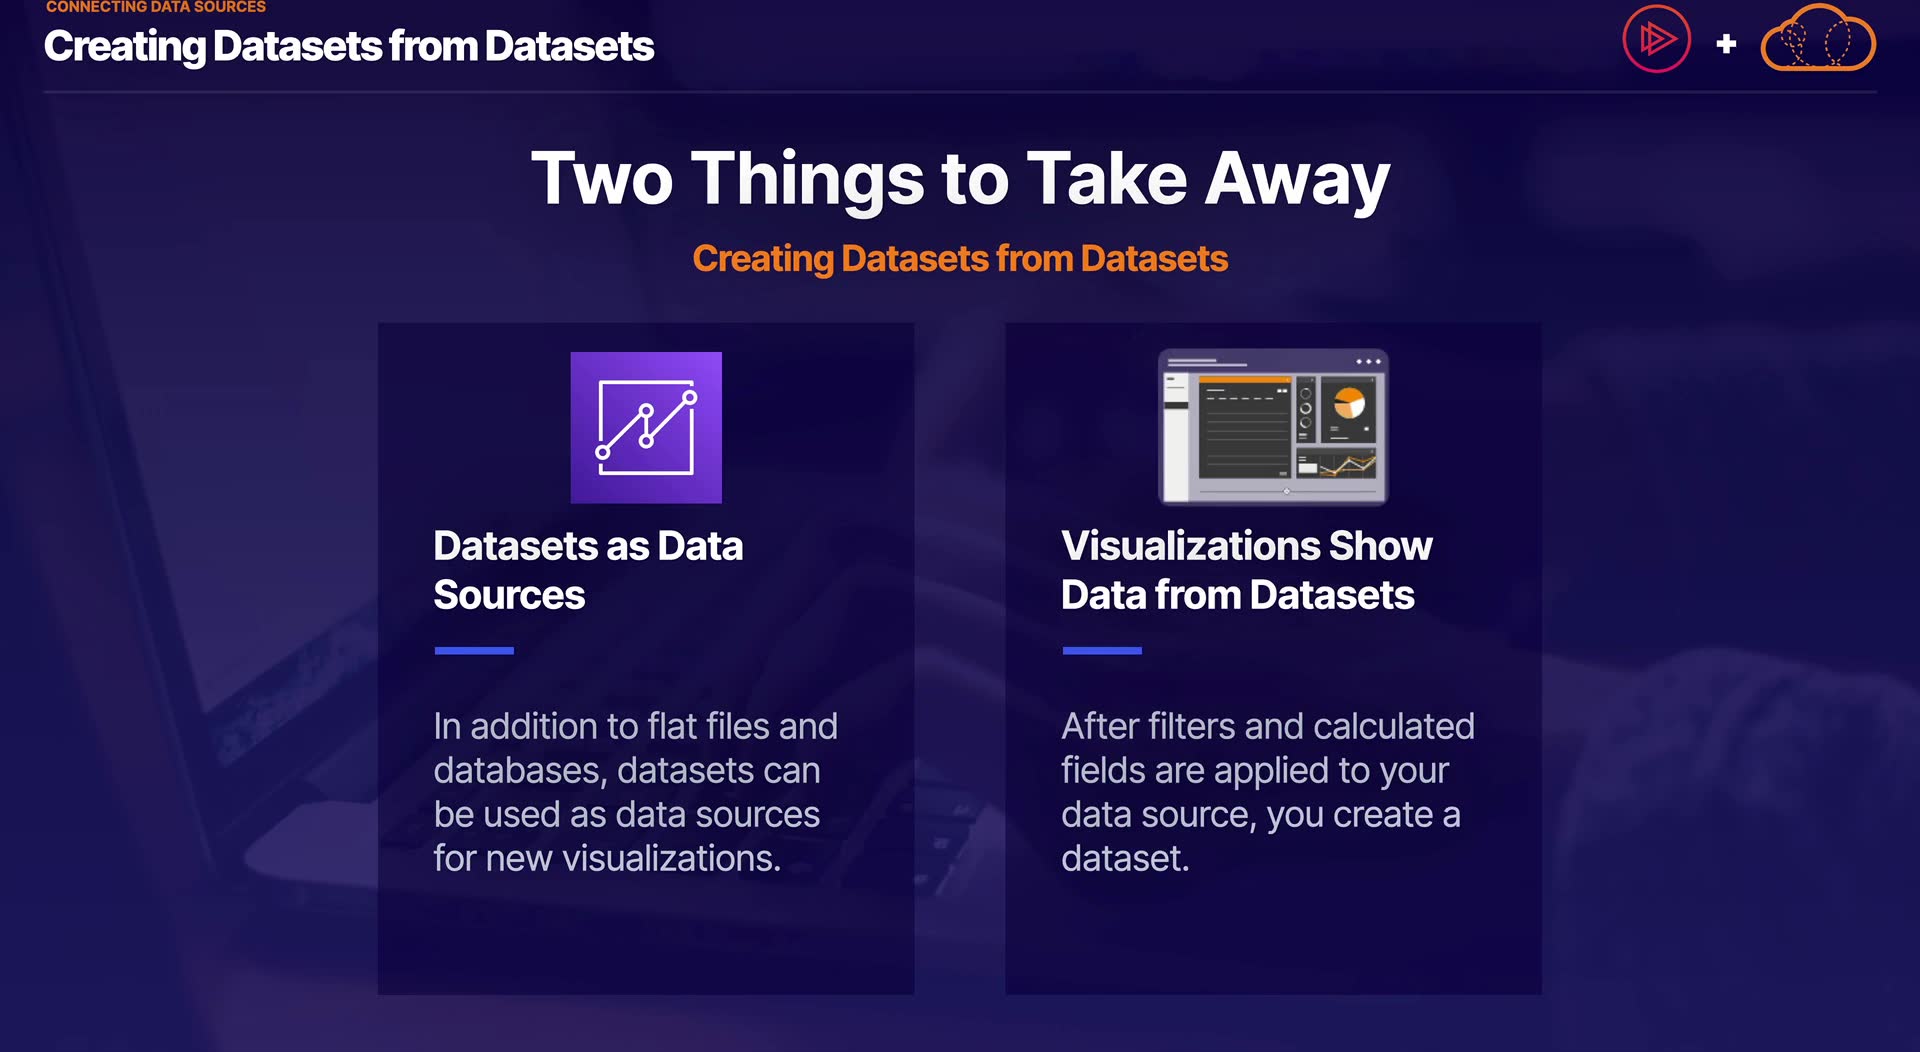 CONNECTING DATA SOURCES
Creating Datasets from Datasets
Two Things to Take Away
Creating Datasets from Datasets
Datasets as Data
Sources
In addition to flat files and
databases, datasets can
be used as data sources
for new visualizations.
Visualizations Show
Data from Datasets
After filters and calculated
fields are applied to your
data source, you create a
dataset.